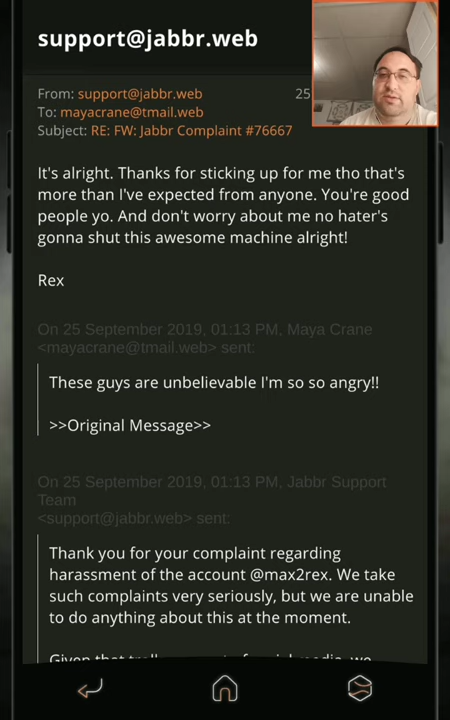 support@jabbr.web
From: support@jabbr.web 25
To: mayacrane@tmail.web
Subject: RE: FW: Jabbr Complaint #76667
It's alright. Thanks for sticking up for me tho that's
more than I've expected from anyone. You're good
people yo. And don't worry about me no hater's
gonna shut this awesome machine alright!
Rex
On 25 September 2019, 01:13 PM, Maya Crane
<mayacrane@tmail.web> sent:
These guys are unbelievable I'm so so angry!!
>>Original Message>>
On 25 September 2019, 01:13 PM, Jabbr Support
Team
<support@jabbr.web> sent:
Thank you for your complaint regarding
harassment of the account @max2rex. We take
such complaints very seriously, but we are unable
to do anything about this at the moment.
Given that